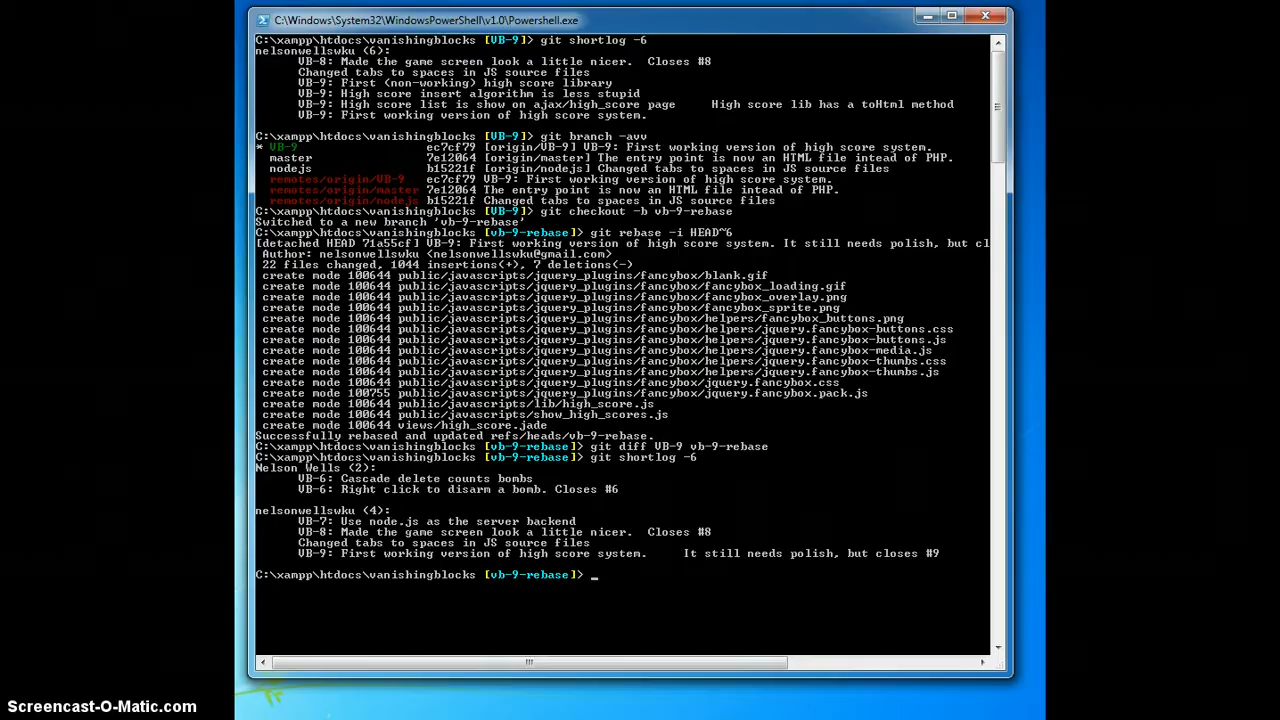 C:\Windows\System32\WindowsPowerShell\v1.0\Powershell.exe
C:\xampp\htdocs\vanishingblocks [VB-9]> git shortlog -6
nelsonwellswku (6):
VB-8: Made the game screen look a little nicer. Closes #8
Changed tabs to spaces in JS source files
VB-9: First (non-working) high score library
VB-9: High score insert algorithm is less stupid
VB-9: High score list is show on ajax/high_score page High score lib has a toHtml method
VB-9: First working version of high score system.
C:\xampp\htdocs\vanishingblocks [VB-9]> git branch -avv
* VB-9 ec7cf79 [origin/VB-9] VB-9: First working version of high score system.
master 7e12064 [origin/master] The entry point is now an HTML file intead of PHP.
nodejs b15221f [origin/nodejs] Changed tabs to spaces in JS source files
remotes/origin/VB-9 ec7cf79 VB-9: First working version of high score system.
remotes/origin/master 7e12064 The entry point is now an HTML file intead of PHP.
remotes/origin/nodejs b15221f Changed tabs to spaces in JS source files
C:\xampp\htdocs\vanishingblocks [VB-9]> git checkout -b vb-9-rebase
Switched to a new branch 'vb-9-rebase'
C:\xampp\htdocs\vanishingblocks [vb-9-rebase]> git rebase -i HEAD~6
[detached HEAD 71a55cf] VB-9: First working version of high score system. It still needs polish, but cl
Author: nelsonwellswku <nelsonwellswku@gmail.com>
22 files changed, 1044 insertions(+), 7 deletions(-)
create mode 100644 public/javascripts/jquery_plugins/fancybox/blank.gif
create mode 100644 public/javascripts/jquery_plugins/fancybox/fancybox_loading.gif
create mode 100644 public/javascripts/jquery_plugins/fancybox/fancybox_overlay.png
create mode 100644 public/javascripts/jquery_plugins/fancybox/fancybox_sprite.png
create mode 100644 public/javascripts/jquery_plugins/fancybox/helpers/fancybox_buttons.png
create mode 100644 public/javascripts/jquery_plugins/fancybox/helpers/jquery.fancybox-buttons.css
create mode 100644 public/javascripts/jquery_plugins/fancybox/helpers/jquery.fancybox-buttons.js
create mode 100644 public/javascripts/jquery_plugins/fancybox/helpers/jquery.fancybox-media.js
create mode 100644 public/javascripts/jquery_plugins/fancybox/helpers/jquery.fancybox-thumbs.css
create mode 100644 public/javascripts/jquery_plugins/fancybox/helpers/jquery.fancybox-thumbs.js
create mode 100644 public/javascripts/jquery_plugins/fancybox/jquery.fancybox.css
create mode 100755 public/javascripts/jquery_plugins/fancybox/jquery.fancybox.pack.js
create mode 100644 public/javascripts/lib/high_score.js
create mode 100644 public/javascripts/show_high_scores.js
create mode 100644 views/high_score.jade
Successfully rebased and updated refs/heads/vb-9-rebase.
C:\xampp\htdocs\vanishingblocks [vb-9-rebase]> git diff VB-9 vb-9-rebase
C:\xampp\htdocs\vanishingblocks [vb-9-rebase]> git shortlog -6
Nelson Wells (2):
VB-6: Cascade delete counts bombs
VB-6: Right click to disarm a bomb. Closes #6
nelsonwellswku (4):
VB-7: Use node.js as the server backend
VB-8: Made the game screen look a little nicer. Closes #8
Changed tabs to spaces in JS source files
VB-9: First working version of high score system. It still needs polish, but closes #9
C:\xampp\htdocs\vanishingblocks [vb-9-rebase]> _
Screencast-O-Matic.com